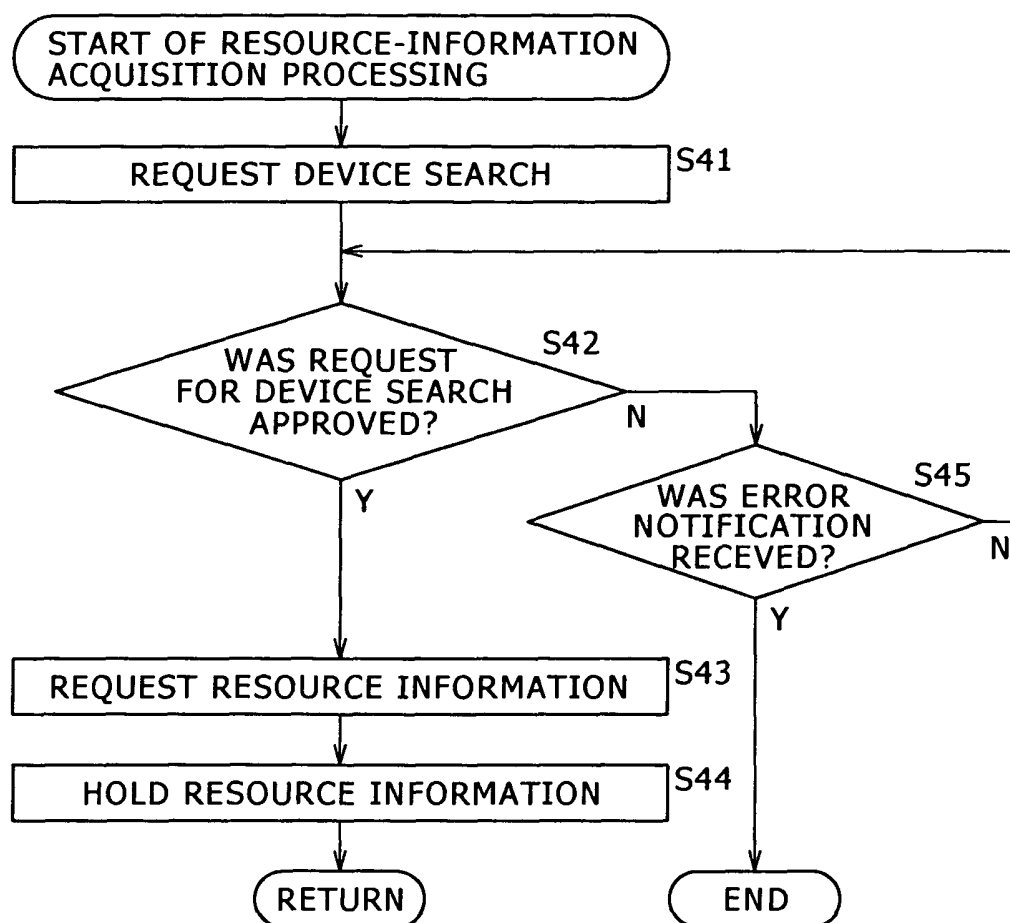 START OF RESOURCE-INFORMATION
ACQUISITION PROCESSING
REQUEST DEVICE SEARCH
S41
WAS REQUEST
FOR DEVICE SEARCH
APPROVED?
S42
N
Y
WAS ERROR
NOTIFICATION
RECEVED?
S45
N
Y
REQUEST RESOURCE INFORMATION
S43
HOLD RESOURCE INFORMATION
S44
RETURN
END